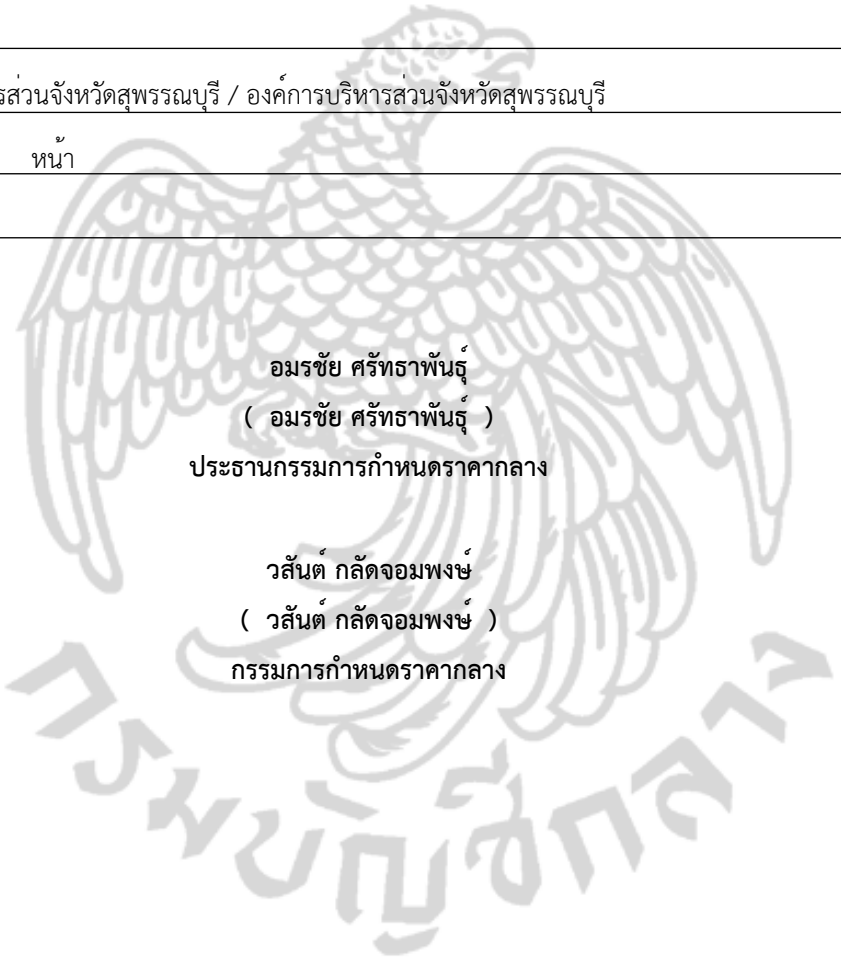 รส่วนจังหวัดสุพรรณบุรี / องค์การบริหารส่วนจังหวัดสุพรรณบุรี
หน้า
อมรชัย ศรัทธาพันธุ์
( อมรชัย ศรัทธาพันธุ์ )
ประธานกรรมการกำหนดราคากลาง
วสันต์ กลัดจอมพงษ์
( วสันต์ กลัดจอมพงษ์ )
กรรมการกำหนดราคากลาง
กรมบัญชีกลาง